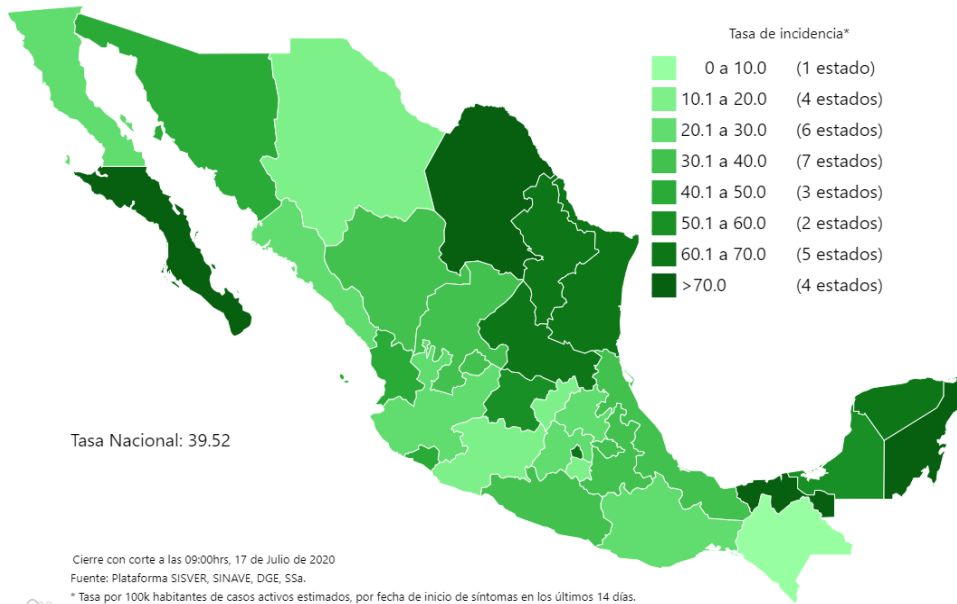 Tasa de incidencia*
0 a 10.0 (1 estado)
10.1 a 20.0 (4 estados)
20.1 a 30.0 (6 estados)
30.1 a 40.0 (7 estados)
40.1 a 50.0 (3 estados)
50.1 a 60.0 (2 estados)
60.1 a 70.0 (5 estados)
>70.0 (4 estados)
Tasa Nacional: 39.52
Cierre con corte a las 09:00hrs, 17 de Julio de 2020
Fuente: Plataforma SISVER, SINAVE, DGE, SSa.
* Tasa por 100k habitantes de casos activos estimados, por fecha de inicio de síntomas en los últimos 14 días.